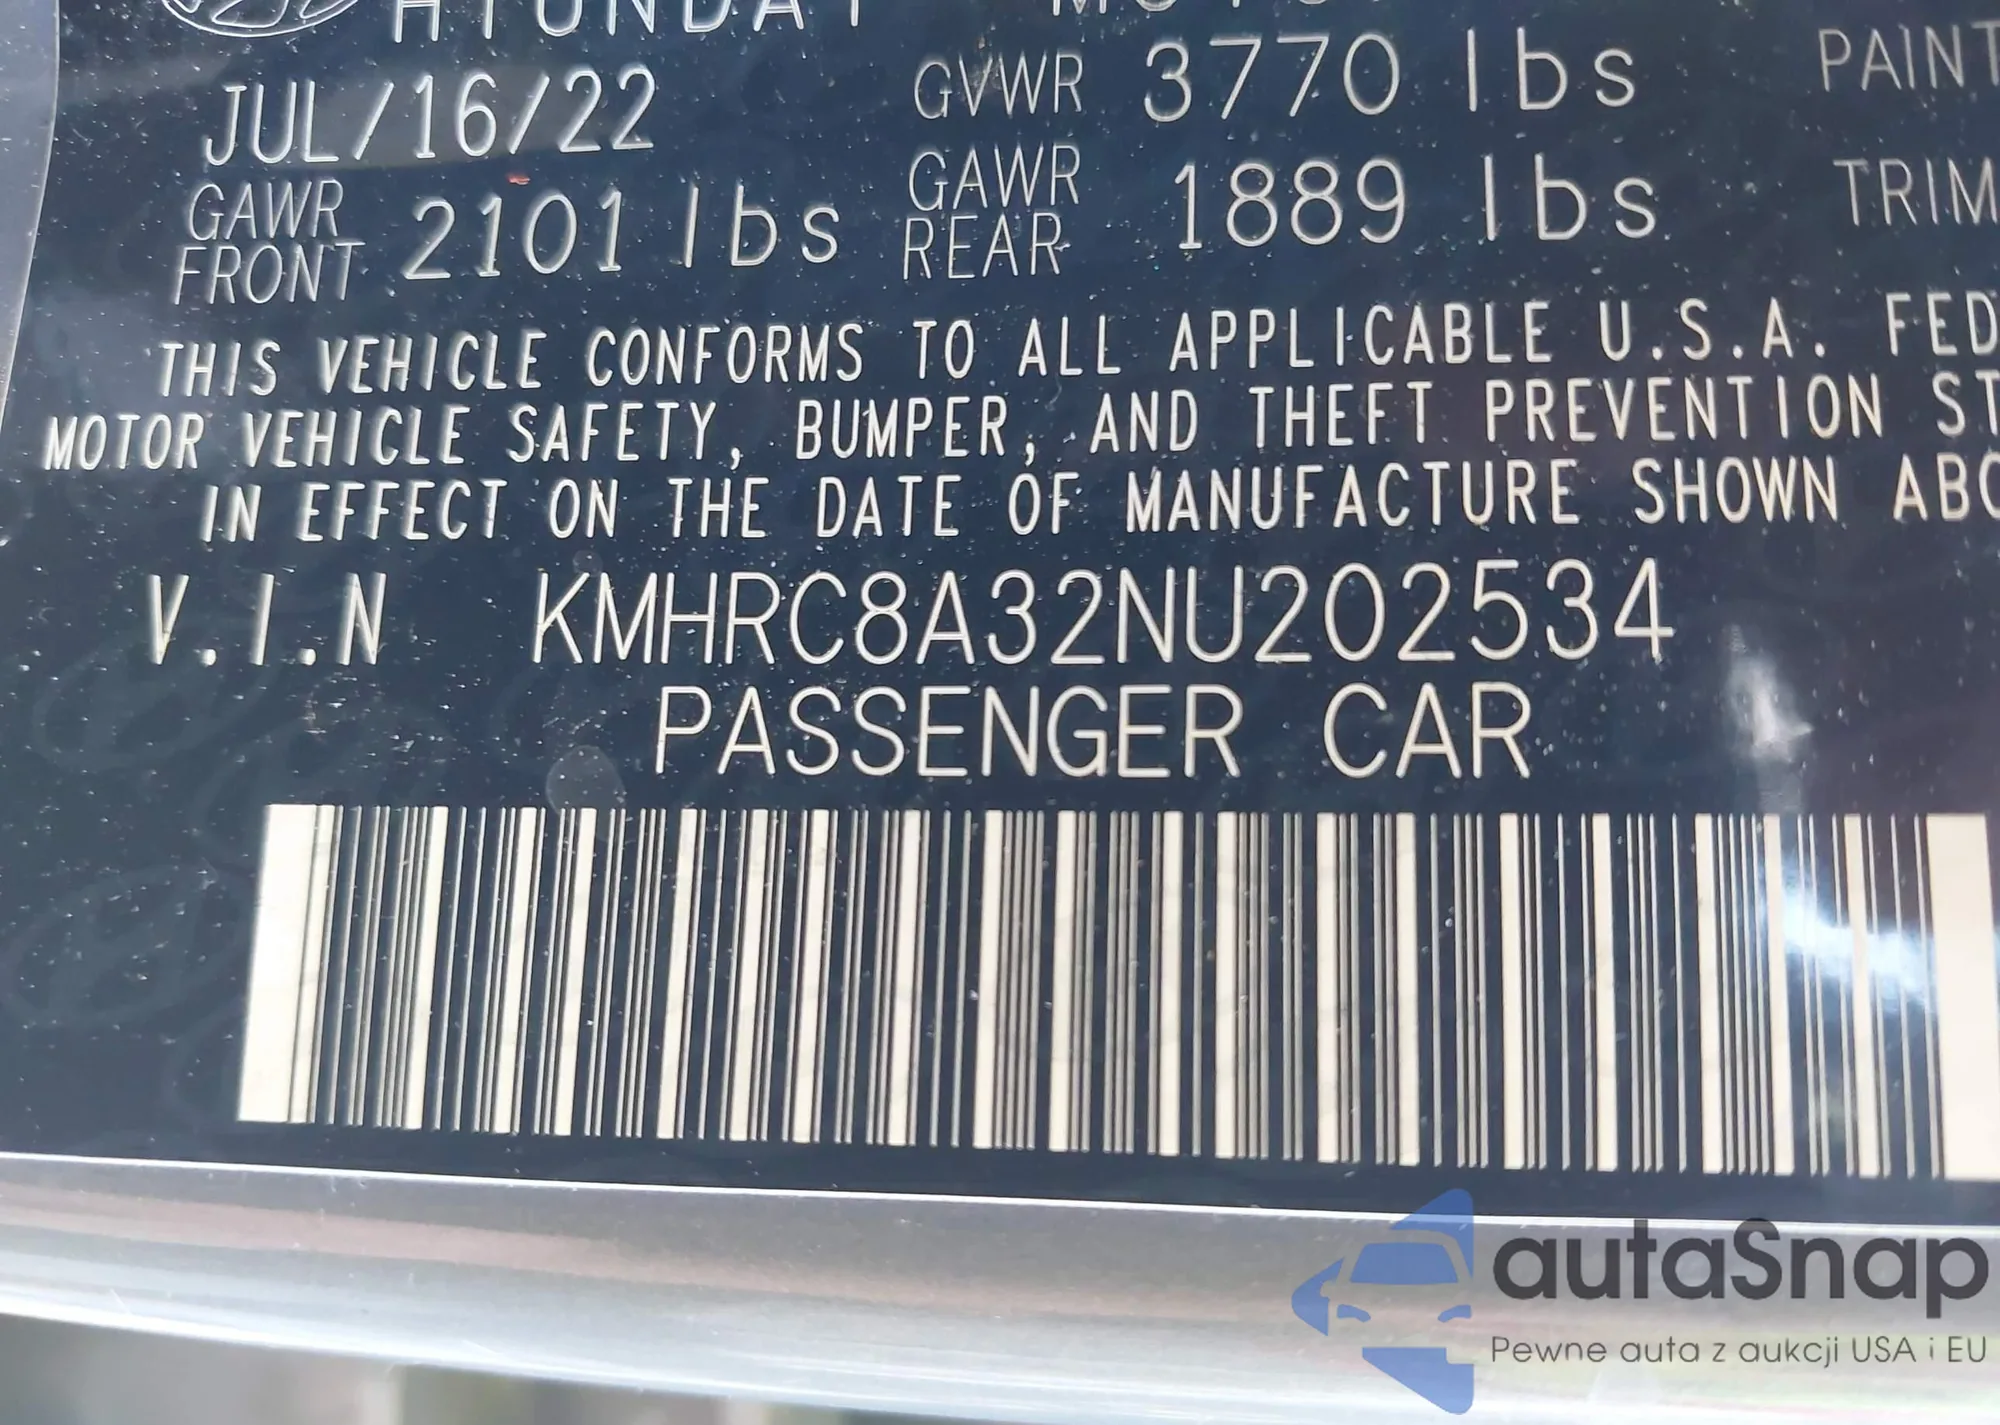 HYUNDAI MOTOR
JUL/16/22 GVWR 3770 lbs PAINT
GAWR FRONT 2101 lbs GAWR REAR 1889 lbs TRIM
THIS VEHICLE CONFORMS TO ALL APPLICABLE U.S.A. FED
MOTOR VEHICLE SAFETY, BUMPER, AND THEFT PREVENTION ST
IN EFFECT ON THE DATE OF MANUFACTURE SHOWN ABO
V.I.N KMHRC8A32NU202534
PASSENGER CAR
autaSnap
Pewne auta z aukcji USA i EU